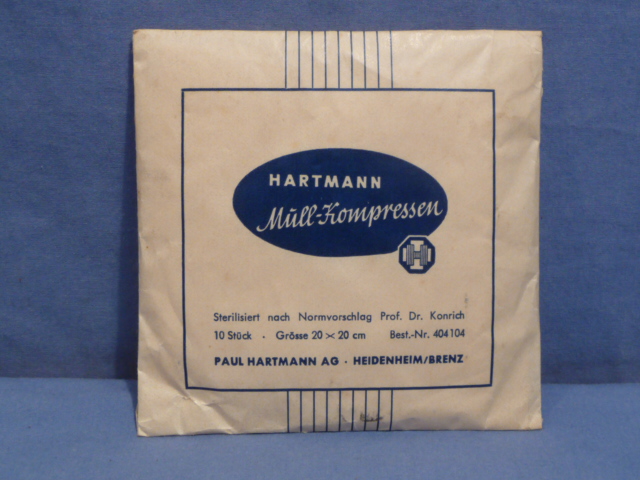 HARTMANN
Müll-Kompressen
H
Sterilisiert nach Normvorschlag Prof. Dr. Konrich
10 Stück · Grösse 20 × 20 cm Best.-Nr. 404104
PAUL HARTMANN AG · HEIDENHEIM/BRENZ